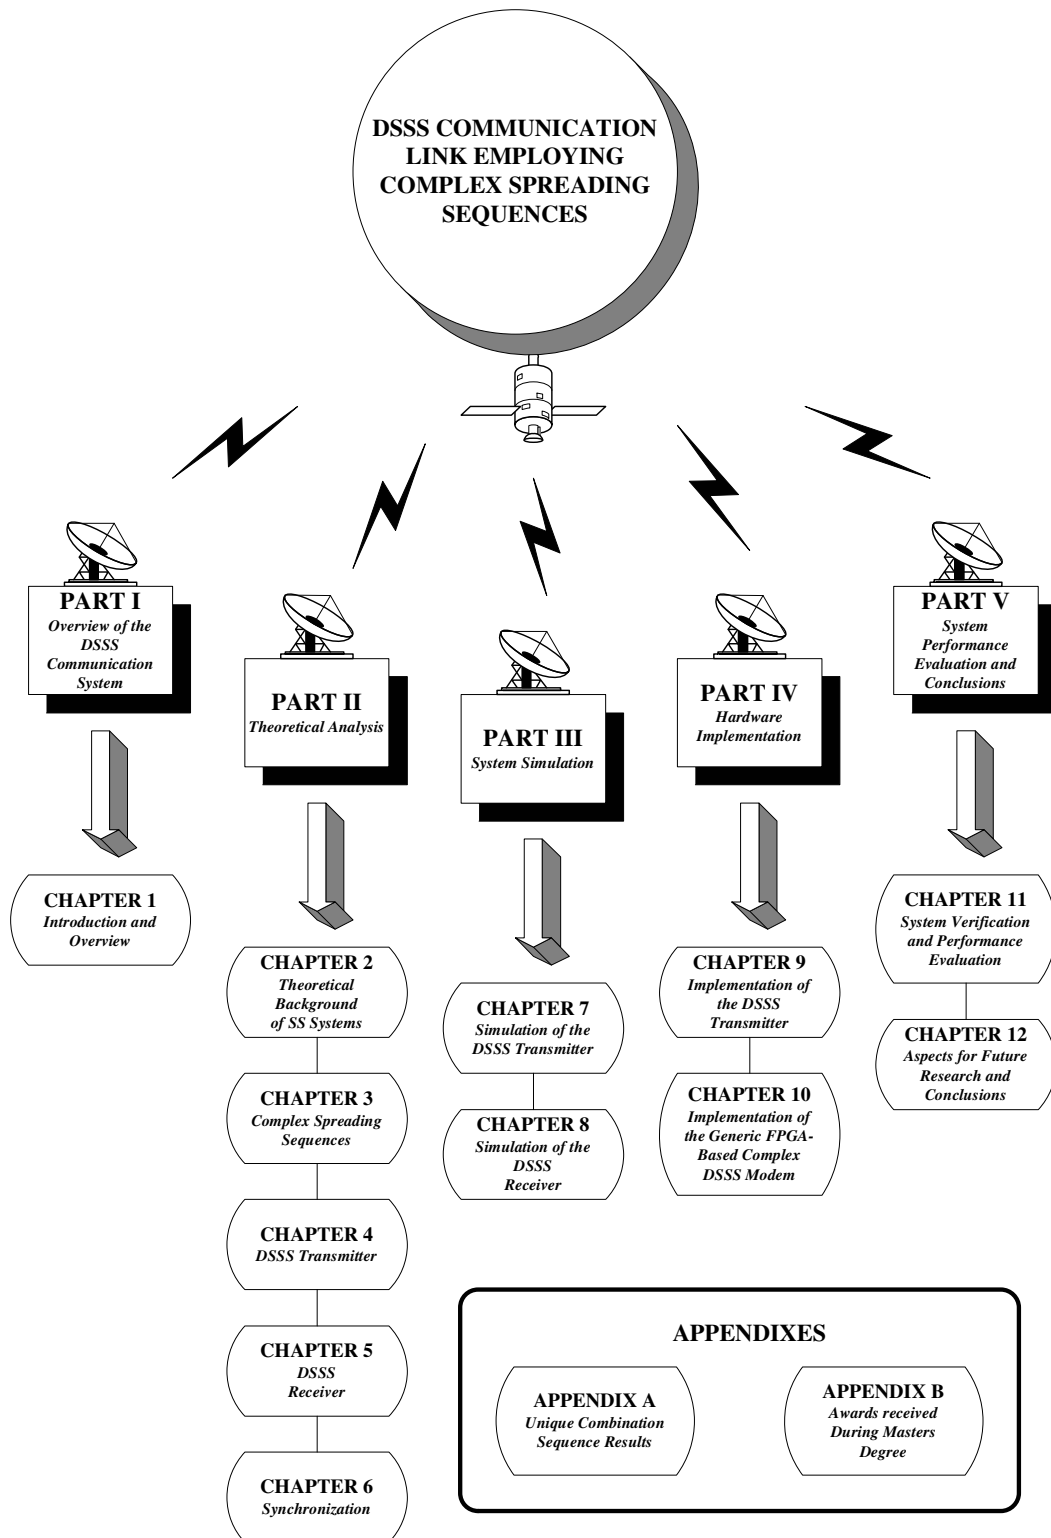 DSSS COMMUNICATION
LINK EMPLOYING
COMPLEX SPREADING
SEQUENCES
PART I
Overview of the
DSSS
Communication
System
PART II
Theoretical Analysis
PART III
System Simulation
PART IV
Hardware
Implementation
PART V
System
Performance
Evaluation and
Conclusions
CHAPTER 1
Introduction and
Overview
CHAPTER 2
Theoretical
Background
of SS Systems
CHAPTER 3
Complex Spreading
Sequences
CHAPTER 4
DSSS Transmitter
CHAPTER 5
DSSS
Receiver
CHAPTER 6
Synchronization
CHAPTER 7
Simulation of the
DSSS Transmitter
CHAPTER 8
Simulation of the
DSSS
Receiver
CHAPTER 9
Implementation of
the DSSS
Transmitter
CHAPTER 10
Implementation of
the Generic FPGA-
Based Complex
DSSS Modem
CHAPTER 11
System Verification
and Performance
Evaluation
CHAPTER 12
Aspects for Future
Research and
Conclusions
APPENDIXES
APPENDIX A
Unique Combination
Sequence Results
APPENDIX B
Awards received
During Masters
Degree